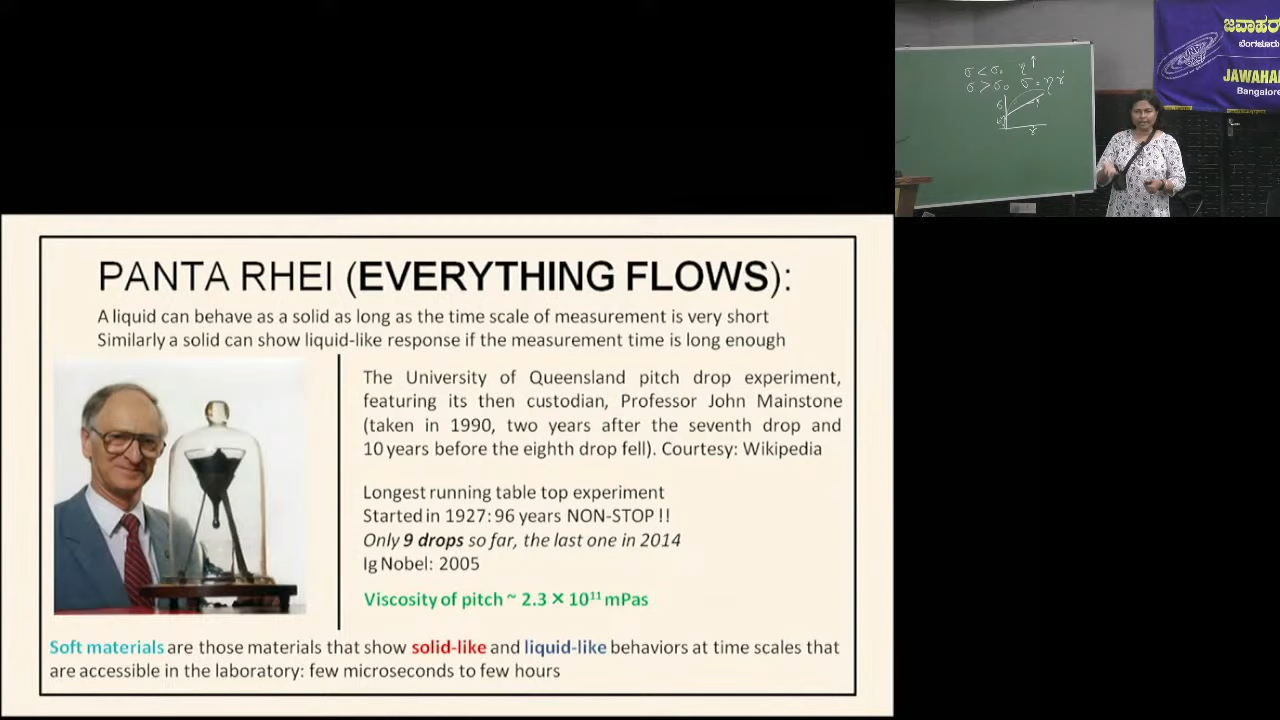 σ < σ₀ η ↑
σ > σ₀ σ = η γ̇
σ
γ̇
ಜವಾಹರ
ಬೆಂಗಳೂರು
JAWAHA
Bangalore
PANTA RHEI (EVERYTHING FLOWS):
A liquid can behave as a solid as long as the time scale of measurement is very short
Similarly a solid can show liquid-like response if the measurement time is long enough
The University of Queensland pitch drop experiment,
featuring its then custodian, Professor John Mainstone
(taken in 1990, two years after the seventh drop and
10 years before the eighth drop fell). Courtesy: Wikipedia
Longest running table top experiment
Started in 1927: 96 years NON-STOP !!
Only 9 drops so far, the last one in 2014
Ig Nobel: 2005
Viscosity of pitch ~ 2.3 × 10¹¹ mPas
Soft materials are those materials that show solid-like and liquid-like behaviors at time scales that
are accessible in the laboratory: few microseconds to few hours